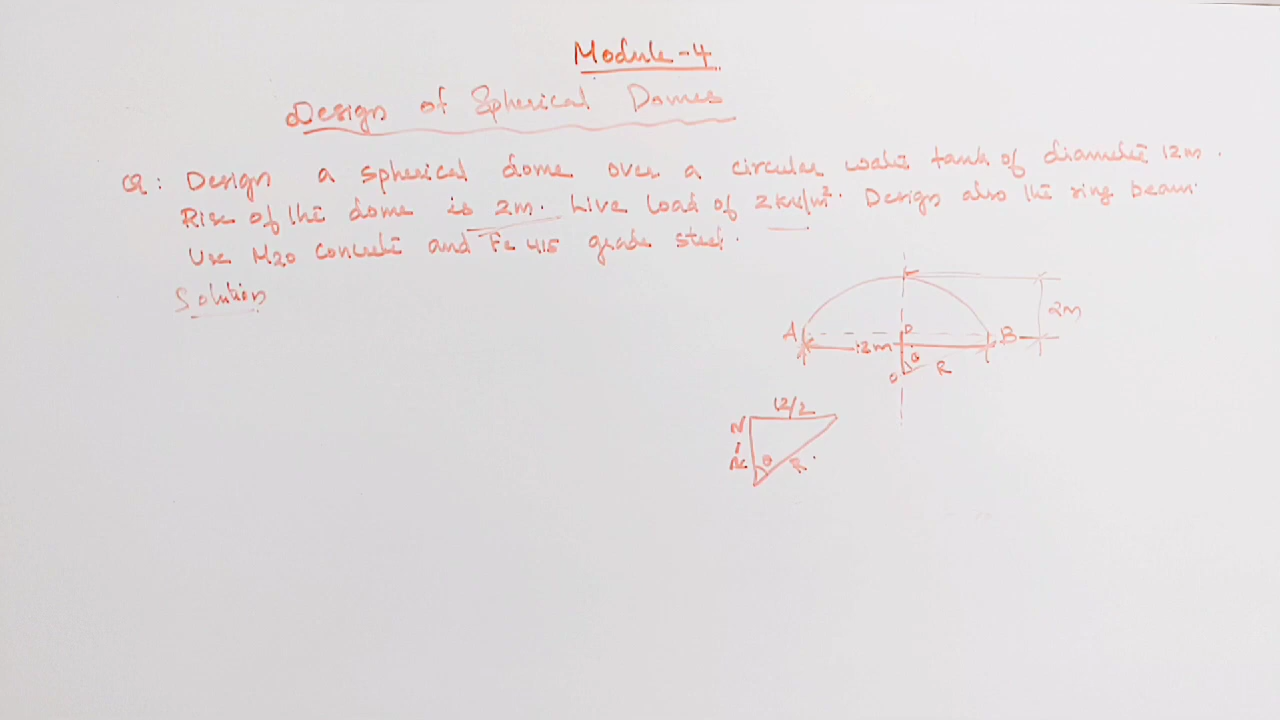 Module-4
Design of Spherical Domes
Q: Design a spherical dome over a circular water tank of diameter 12m.
Rise of the dome is 2m. Live Load of 2kN/m². Design also the ring beam.
Use M20 concrete and Fe 415 grade steel.
Solution
2m
A
12m
D
B
θ
O
R
12/2
θ
R